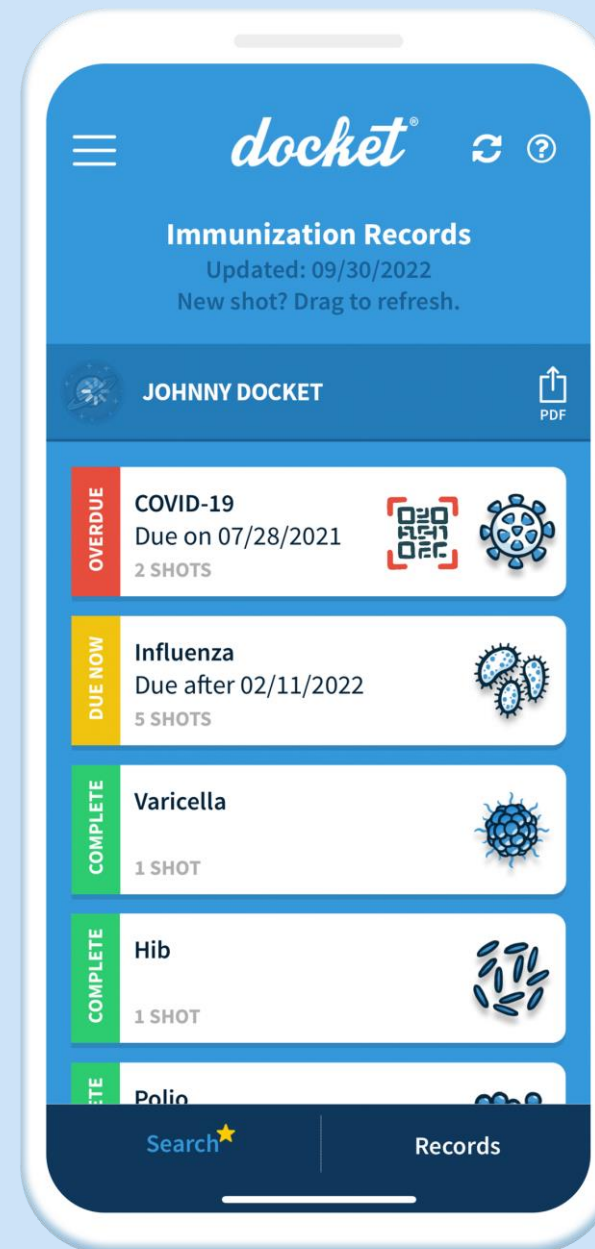 docket®
Immunization Records
Updated: 09/30/2022
New shot? Drag to refresh.
JOHNNY DOCKET
PDF
OVERDUE
COVID-19
Due on 07/28/2021
2 SHOTS
DUE NOW
Influenza
Due after 02/11/2022
5 SHOTS
COMPLETE
Varicella
1 SHOT
COMPLETE
Hib
1 SHOT
Polio
Search
Records